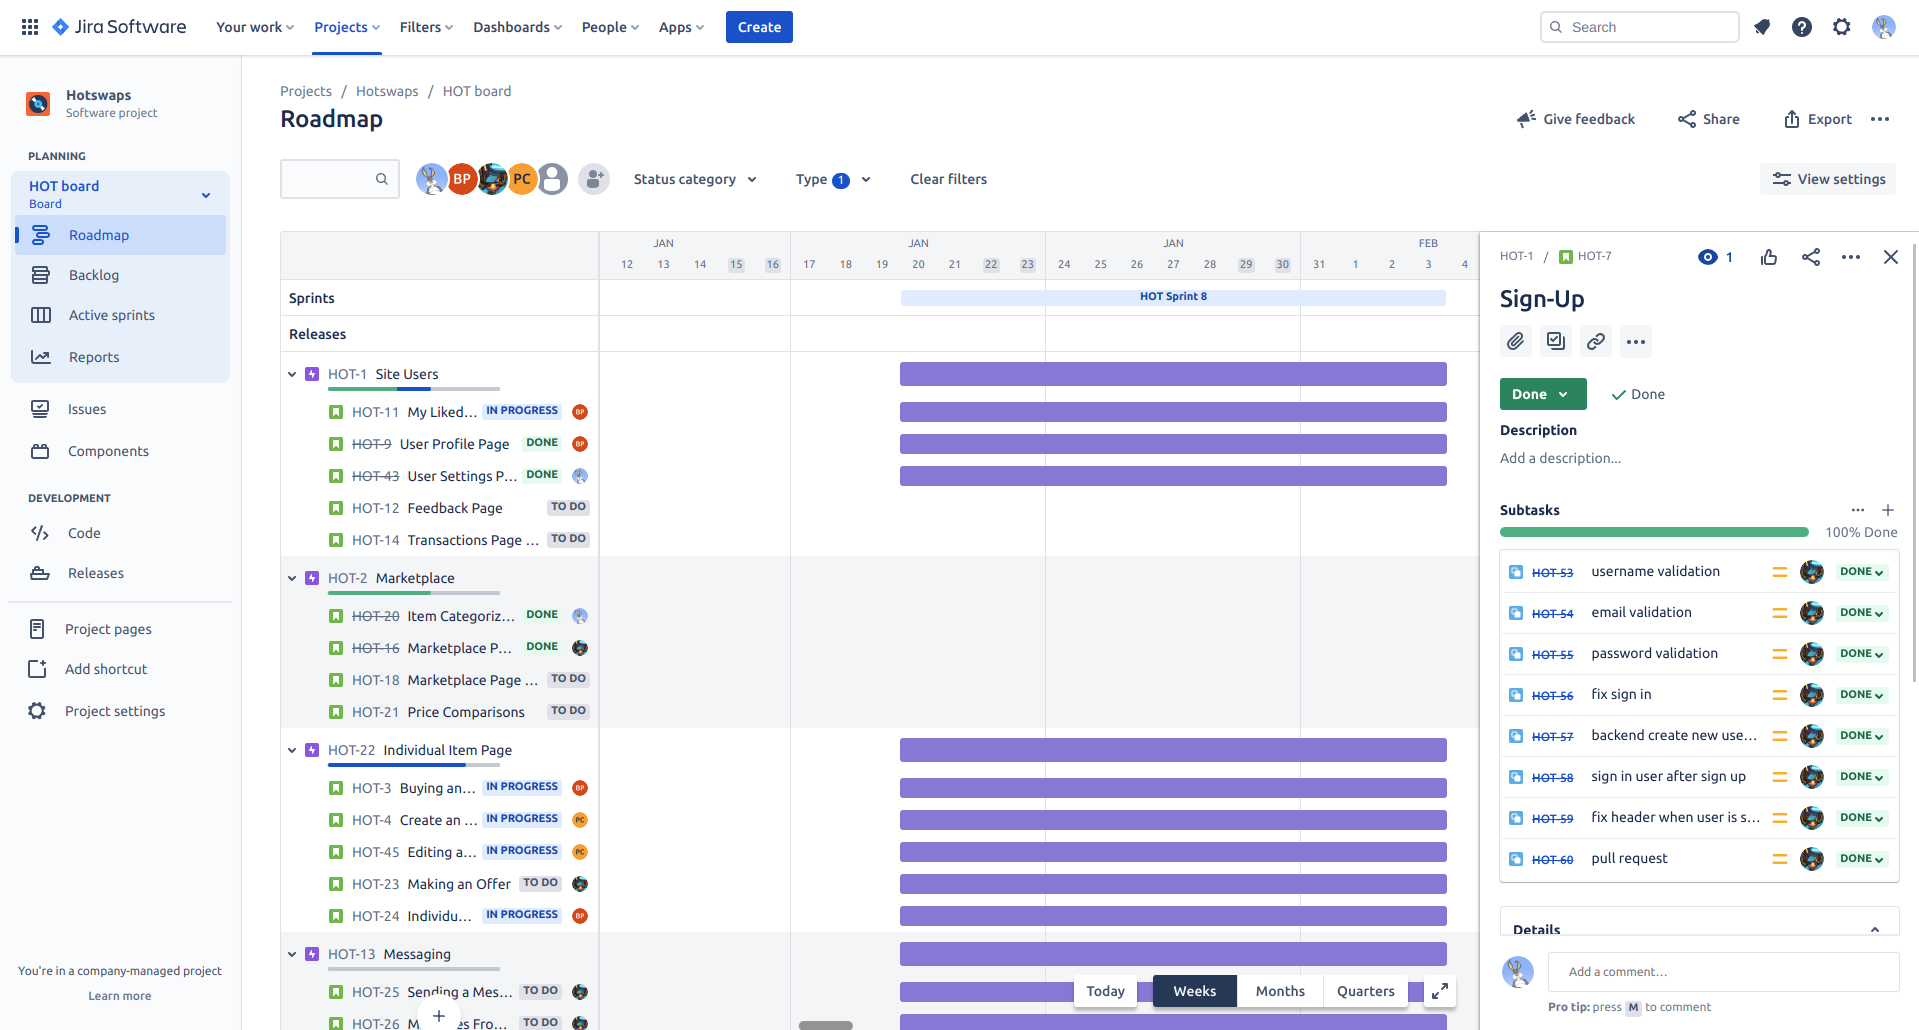 Jira Software
Your work
Projects
Filters
Dashboards
People
Apps
Create
Search
Hotswaps
Software project
PLANNING
HOT board
Board
Roadmap
Backlog
Active sprints
Reports
Issues
Components
DEVELOPMENT
Code
Releases
Project pages
Add shortcut
Project settings
You're in a company-managed project
Learn more
Projects / Hotswaps / HOT board
Roadmap
Give feedback
Share
Export
BP
PC
Status category
Type 1
Clear filters
View settings
JAN JAN JAN FEB
12 13 14 15 16 17 18 19 20 21 22 23 24 25 26 27 28 29 30 31 1 2 3 4
Sprints
HOT Sprint 8
Releases
HOT-1 Site Users
HOT-11 My Liked... IN PROGRESS BP
HOT-9 User Profile Page DONE BP
HOT-43 User Settings P... DONE
HOT-12 Feedback Page TO DO
HOT-14 Transactions Page ... TO DO
HOT-2 Marketplace
HOT-20 Item Categoriz... DONE
HOT-16 Marketplace P... DONE
HOT-18 Marketplace Page ... TO DO
HOT-21 Price Comparisons TO DO
HOT-22 Individual Item Page
HOT-3 Buying an... IN PROGRESS BP
HOT-4 Create an ... IN PROGRESS PC
HOT-45 Editing a... IN PROGRESS PC
HOT-23 Making an Offer TO DO
HOT-24 Individu... IN PROGRESS BP
HOT-13 Messaging
HOT-25 Sending a Mes... TO DO
HOT-26 TO DO
Today
Weeks
Months
Quarters
HOT-1 / HOT-7
1
Sign-Up
Done
Done
Description
Add a description...
Subtasks
100% Done
HOT-53 username validation DONE
HOT-54 email validation DONE
HOT-55 password validation DONE
HOT-56 fix sign in DONE
HOT-57 backend create new use... DONE
HOT-58 sign in user after sign up DONE
HOT-59 fix header when user is s... DONE
HOT-60 pull request DONE
Details
Add a comment...
Pro tip: press M to comment